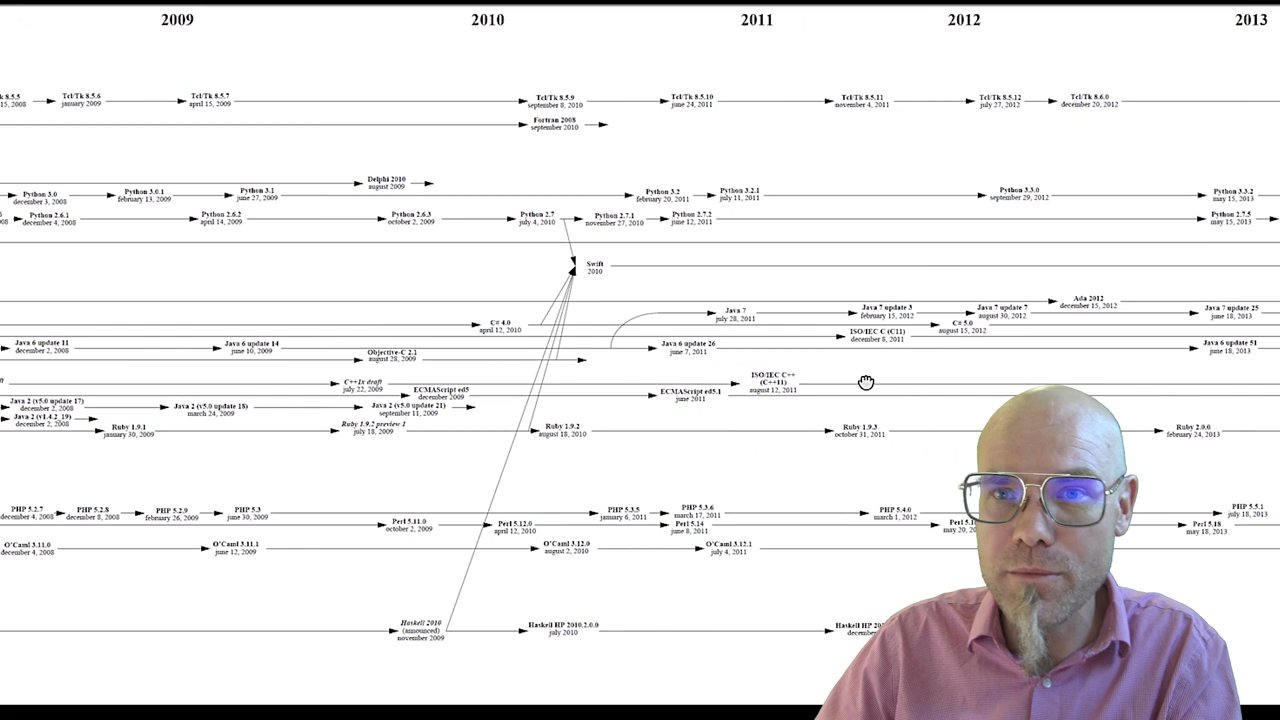 2009 2010 2011 2012 2013
Tcl/Tk 8.5.6 Tcl/Tk 8.5.7 Tcl/Tk 8.5.9 Tcl/Tk 8.5.10 Tcl/Tk 8.5.11 Tcl/Tk 8.5.12 Tcl/Tk 8.6.0
15, 2008 january 2009 april 15, 2009 september 8, 2010 june 24, 2011 november 4, 2011 july 27, 2012 december 20, 2012
Fortran 2008
september 2010
Delphi 2010
august 2009
Python 3.0 Python 3.0.1 Python 3.1 Python 3.2 Python 3.2.1 Python 3.3.0 Python 3.3.2
december 3, 2008 february 13, 2009 june 27, 2009 february 20, 2011 july 11, 2011 september 29, 2012 may 15, 2013
Python 2.6.1 Python 2.6.2 Python 2.6.3 Python 2.7 Python 2.7.1 Python 2.7.2 Python 2.7.5
december 4, 2008 april 14, 2009 october 2, 2009 july 4, 2010 november 27, 2010 june 12, 2011 may 15, 2013
Swift
2010
Ada 2012
december 15, 2012
Java 7 Java 7 update 3 Java 7 update 7 Java 7 update 25
july 28, 2011 february 15, 2012 august 30, 2012 june 18, 2013
C# 4.0 C# 5.0
april 12, 2010 august 15, 2012
ISO/IEC C (C11)
december 8, 2011
Java 6 update 11 Java 6 update 14 Java 6 update 26 Java 6 update 51
december 2, 2008 june 7, 2011 june 18, 2013
Objective-C 2.1
august 28, 2009
ISO/IEC C++
(C++11)
august 12, 2011
C++1x draft
july 22, 2009
ECMAScript ed5 ECMAScript ed5.1
december 2009 june 2011
Java 2 (v5.0 update 17) Java 2 (v5.0 update 18) Java 2 (v5.0 update 21)
december 2, 2008 march 24, 2009 september 11, 2009
Java 2 (v1.4.2_19)
december 2, 2008
Ruby 1.9.1 Ruby 1.9.2 preview 1 Ruby 1.9.2 Ruby 1.9.3 Ruby 2.0.0
january 30, 2009 july 18, 2009 august 18, 2010 october 31, 2011 february 24, 2013
PHP 5.2.7 PHP 5.2.8 PHP 5.2.9 PHP 5.3 PHP 5.3.5 PHP 5.3.6 PHP 5.4.0 PHP 5.5.1
december 4, 2008 december 8, 2008 february 26, 2009 june 30, 2009 january 6, 2011 march 17, 2011 march 1, 2012 july 18, 2013
Perl 5.11.0 Perl 5.12.0 Perl 5.14 Perl 5.18
october 2, 2009 april 12, 2010 june 8, 2011 may 20, may 18, 2013
O'Caml 3.11.0 O'Caml 3.11.1 O'Caml 3.12.0 O'Caml 3.12.1
december 4, 2008 june 12, 2009 august 2, 2010 july 4, 2011
Haskell 2010 Haskell HP 2010.2.0.0 Haskell HP
(announced) july 2010
november 2009